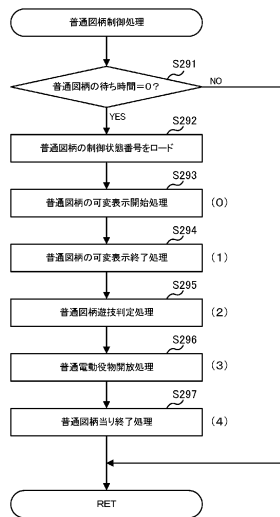 普通図柄制御処理
S291
普通図柄の待ち時間=0?
NO
YES
S292
普通図柄の制御状態番号をロード
S293
普通図柄の可変表示開始処理
(0)
S294
普通図柄の可変表示終了処理
(1)
S295
普通図柄遊技判定処理
(2)
S296
普通電動役物開放処理
(3)
S297
普通図柄当り終了処理
(4)
RET